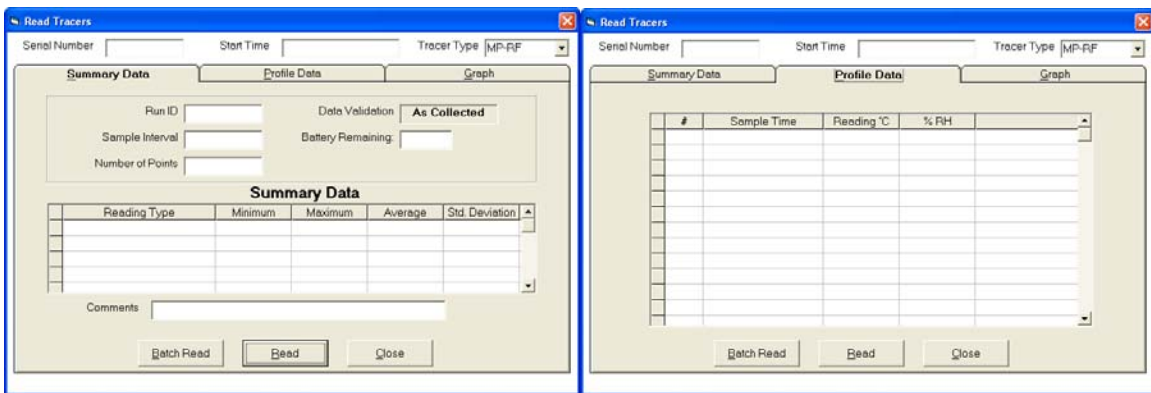 Read Tracers
Serial Number Start Time Tracer Type MP-RF
Summary Data Profile Data Graph
Run ID Data Validation As Collected
Sample Interval Battery Remaining:
Number of Points
Summary Data
Reading Type Minimum Maximum Average Std. Deviation
Comments
Batch Read Read Close
Read Tracers
Serial Number Start Time Tracer Type MP-RF
Summary Data Profile Data Graph
# Sample Time Reading °C % RH
Batch Read Read Close